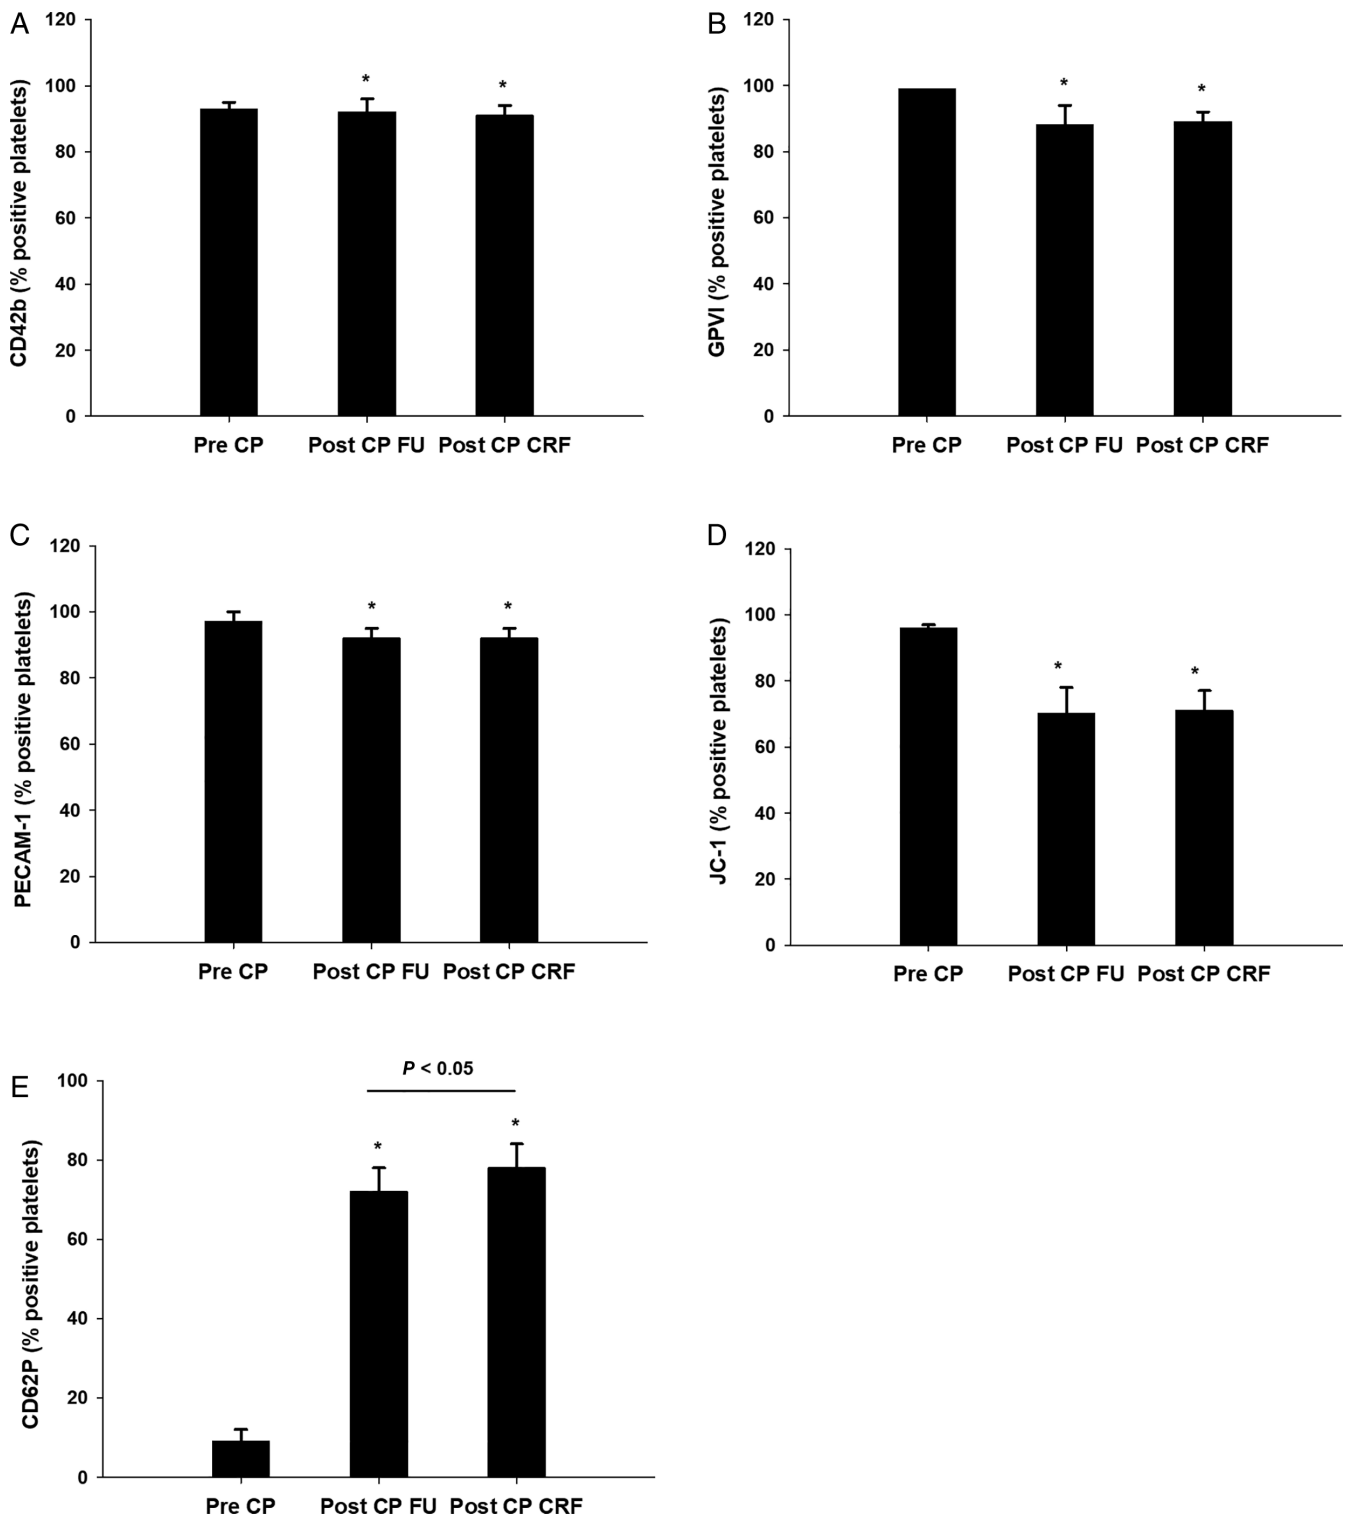 A
CD42b (% positive platelets)
120
100
80
60
40
20
0
*
*
Pre CP Post CP FU Post CP CRF
B
GPVI (% positive platelets)
120
100
80
60
40
20
0
*
*
Pre CP Post CP FU Post CP CRF
C
PECAM-1 (% positive platelets)
120
100
80
60
40
20
0
*
*
Pre CP Post CP FU Post CP CRF
D
JC-1 (% positive platelets)
120
100
80
60
40
20
0
*
*
Pre CP Post CP FU Post CP CRF
E
CD62P (% positive platelets)
100
80
60
40
20
0
P < 0.05
*
*
Pre CP Post CP FU Post CP CRF